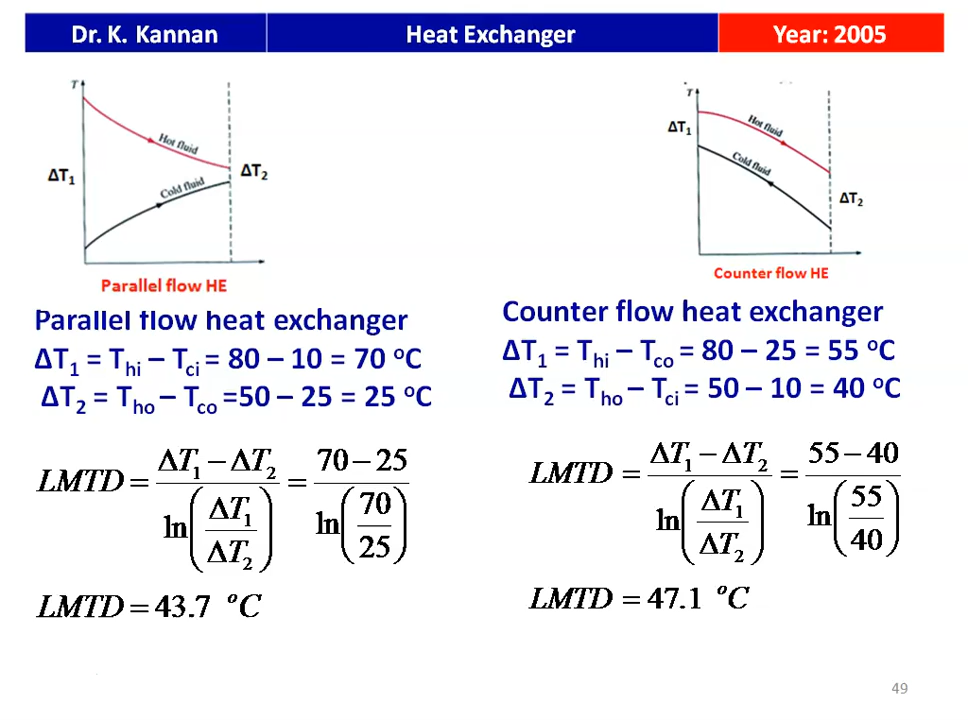 Dr. K. Kannan
Heat Exchanger
Year: 2005
T
Hot fluid
Cold fluid
ΔT₁
ΔT₂
Parallel flow HE
T
Hot fluid
Cold fluid
ΔT₁
ΔT₂
Counter flow HE
Parallel flow heat exchanger
ΔT₁ = Tₕᵢ – T꜀ᵢ = 80 – 10 = 70 ᵒC
ΔT₂ = Tₕₒ – T꜀ₒ =50 – 25 = 25 ᵒC
LMTD = (ΔT₁ − ΔT₂) / ln(ΔT₁ / ΔT₂) = (70 − 25) / ln(70 / 25)
LMTD = 43.7 ᵒC
Counter flow heat exchanger
ΔT₁ = Tₕᵢ – T꜀ₒ = 80 – 25 = 55 ᵒC
ΔT₂ = Tₕₒ – T꜀ᵢ = 50 – 10 = 40 ᵒC
LMTD = (ΔT₁ − ΔT₂) / ln(ΔT₁ / ΔT₂) = (55 − 40) / ln(55 / 40)
LMTD = 47.1 ᵒC
49